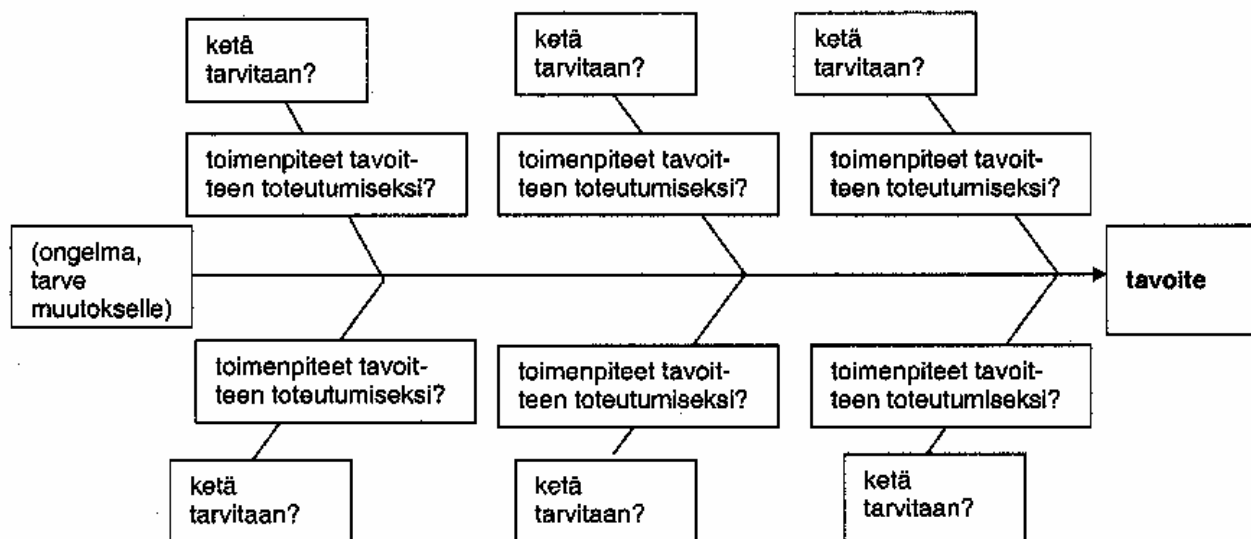 ketä
tarvitaan?
ketä
tarvitaan?
ketä
tarvitaan?
toimenpiteet tavoit-
teen toteutumiseksi?
toimenpiteet tavoit-
teen toteutumiseksi?
toimenpiteet tavoit-
teen toteutumiseksi?
(ongelma,
tarve
muutokselle)
tavoite
toimenpiteet tavoit-
teen toteutumiseksi?
toimenpiteet tavoit-
teen toteutumiseksi?
toimenpiteet tavoit-
teen toteutumiseksi?
ketä
tarvitaan?
ketä
tarvitaan?
ketä
tarvitaan?